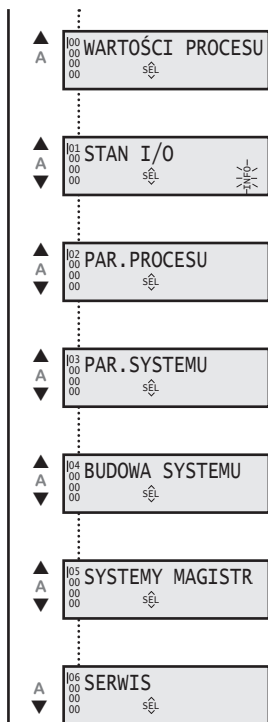 00 WARTOŚCI PROCESU
00
00
00
SEL
A
01 STAN I/O
00
00
00
SEL
INFO
A
02 PAR.PROCESU
00
00
00
SEL
A
03 PAR.SYSTEMU
00
00
00
SEL
A
04 BUDOWA SYSTEMU
00
00
00
SEL
A
05 SYSTEMY MAGISTR
00
00
00
SEL
A
06 SERWIS
00
00
00
SEL
A